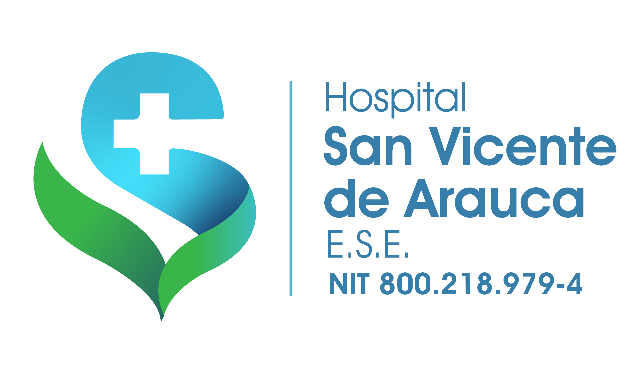 Hospital
San Vicente
de Arauca
E.S.E.
NIT 800.218.979-4